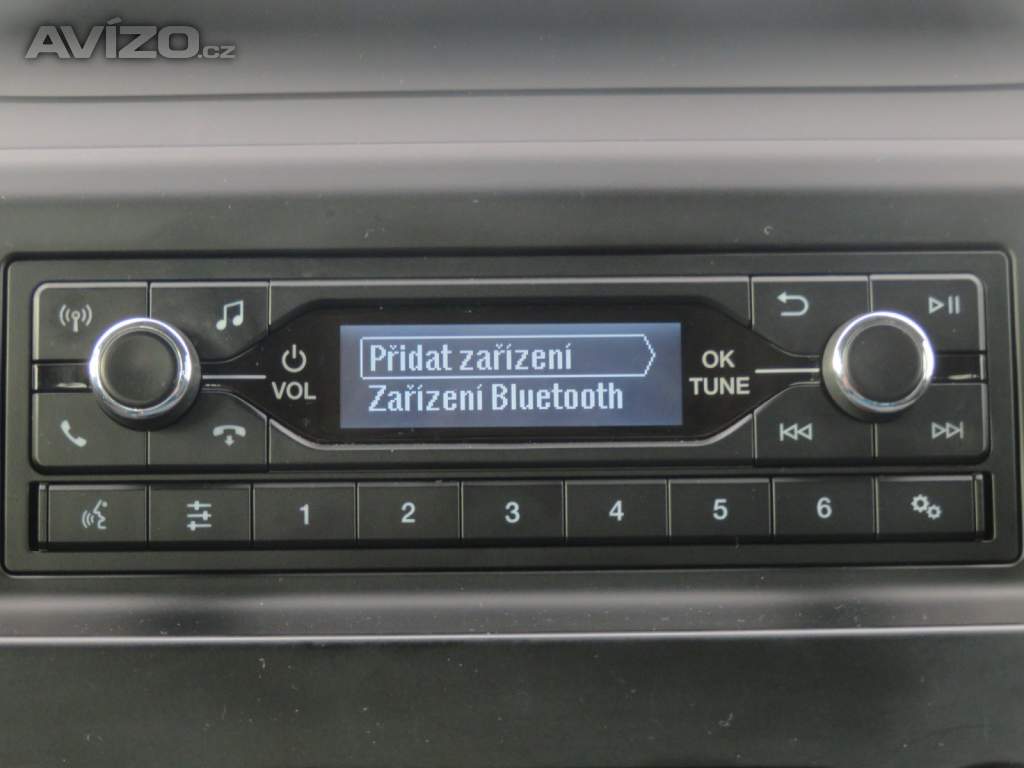 AVÍZO.cz
Přidat zařízení
Zařízení Bluetooth
VOL
OK
TUNE
1 2 3 4 5 6